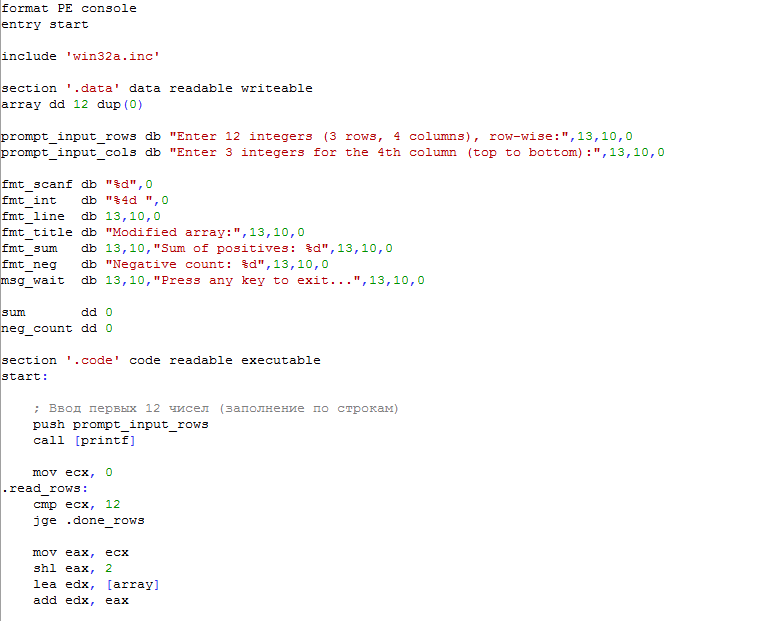 format PE console
entry start
include 'win32a.inc'
section '.data' data readable writeable
array dd 12 dup(0)
prompt_input_rows db "Enter 12 integers (3 rows, 4 columns), row-wise:",13,10,0
prompt_input_cols db "Enter 3 integers for the 4th column (top to bottom):",13,10,0
fmt_scanf db "%d",0
fmt_int   db "%4d ",0
fmt_line  db 13,10,0
fmt_title db "Modified array:",13,10,0
fmt_sum   db 13,10,"Sum of positives: %d",13,10,0
fmt_neg   db "Negative count: %d",13,10,0
msg_wait  db 13,10,"Press any key to exit...",13,10,0
sum       dd 0
neg_count dd 0
section '.code' code readable executable
start:
    ; Ввод первых 12 чисел (заполнение по строкам)
    push prompt_input_rows
    call [printf]
    mov ecx, 0
.read_rows:
    cmp ecx, 12
    jge .done_rows
    mov eax, ecx
    shl eax, 2
    lea edx, [array]
    add edx, eax